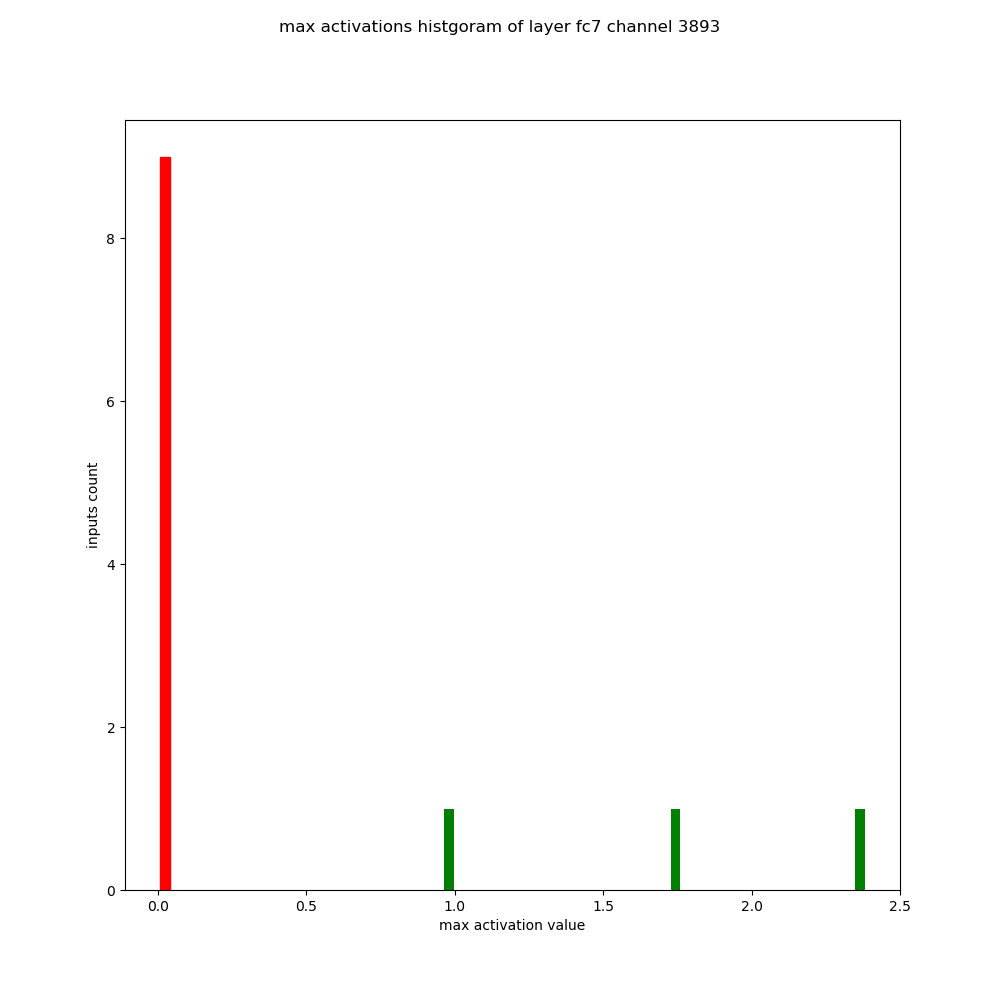 max activations histgoram of layer fc7 channel 3893
8
6
4
2
0
inputs count
0.0 0.5 1.0 1.5 2.0 2.5
max activation value